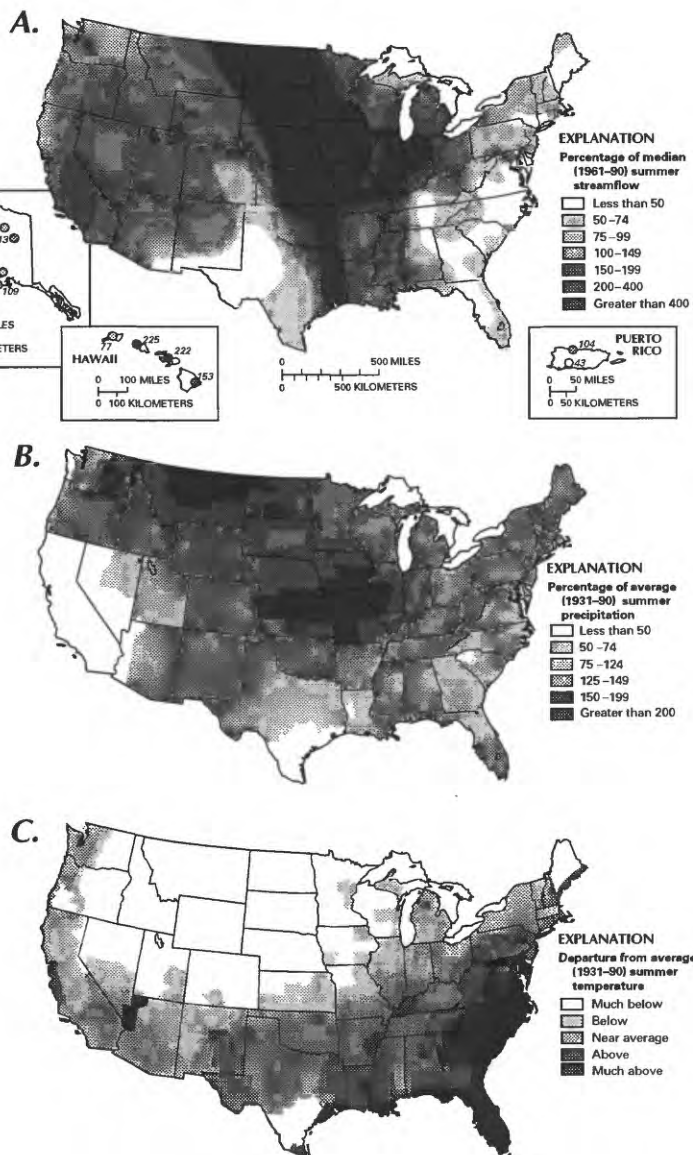 A.
EXPLANATION
Percentage of median
(1961–90) summer
streamflow
Less than 50
50–74
75–99
100–149
150–199
200–400
Greater than 400
13
109
MILES
METERS
HAWAII
77
225
222
153
0 100 MILES
0 100 KILOMETERS
0 500 MILES
0 500 KILOMETERS
PUERTO
RICO
104
43
0 50 MILES
0 50 KILOMETERS
B.
EXPLANATION
Percentage of average
(1931–90) summer
precipitation
Less than 50
50–74
75–124
125–149
150–199
Greater than 200
C.
EXPLANATION
Departure from average
(1931–90) summer
temperature
Much below
Below
Near average
Above
Much above